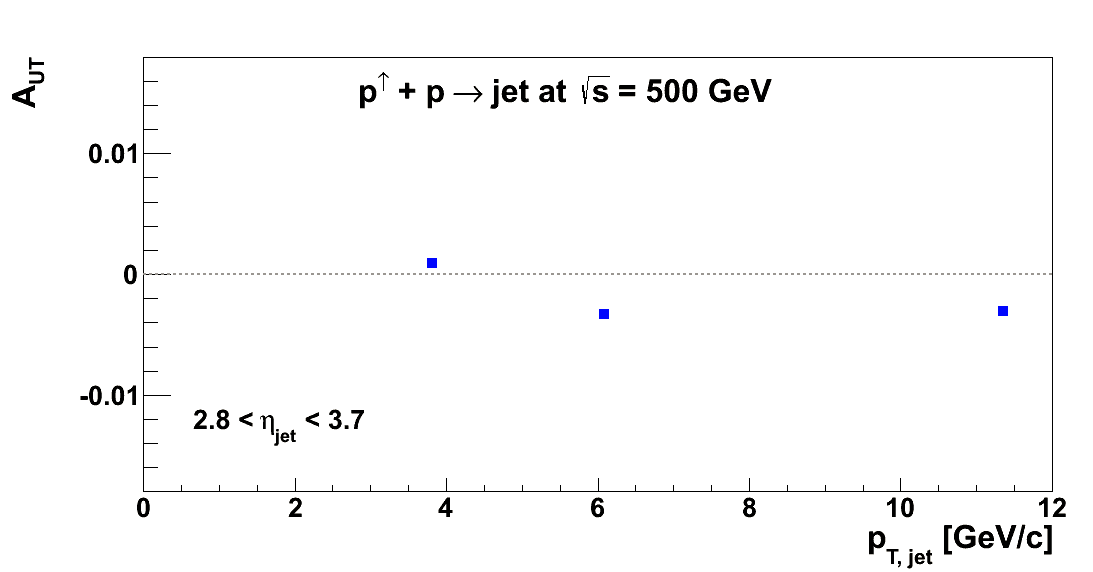 A_UT
p↑ + p → jet at √s = 500 GeV
0.01
0
-0.01
2.8 < η_jet < 3.7
0 2 4 6 8 10 12
p_T, jet [GeV/c]